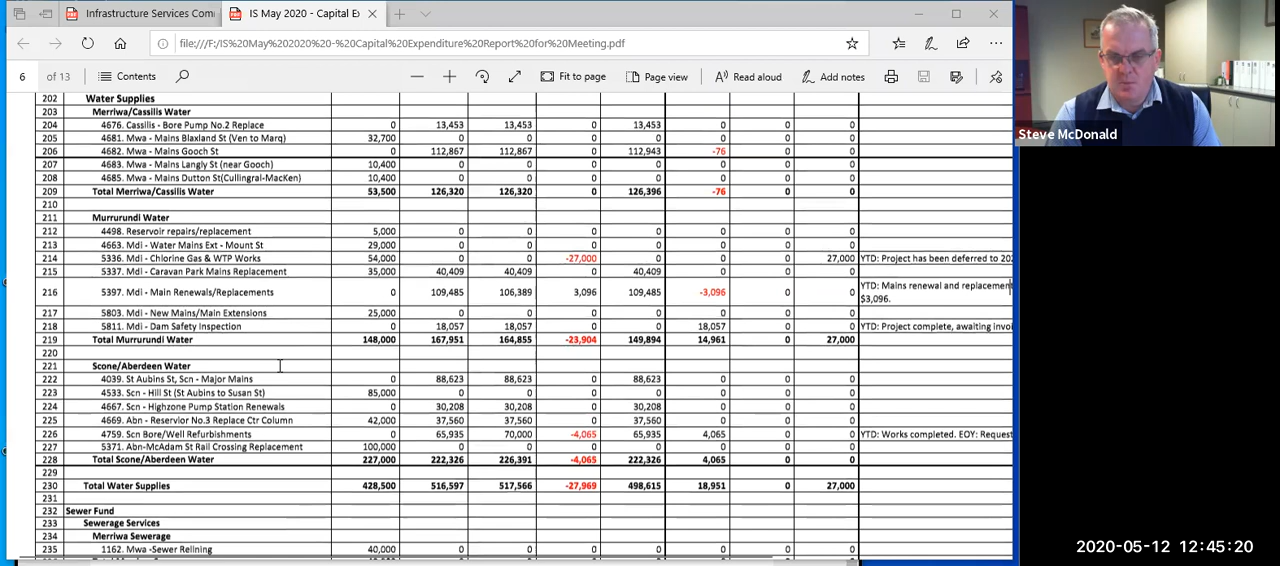 Infrastructure Services Com
IS May 2020 - Capital E
file:///F:/IS%20May%202020%20-%20Capital%20Expenditure%20Report%20for%20Meeting.pdf
6 of 13 Contents Fit to page Page view Read aloud Add notes
202 Water Supplies
203 Merriwa/Cassilis Water
204 4676. Cassilis - Bore Pump No.2 Replace 0 13,453 13,453 0 13,453 0 0 0
205 4681. Mwa - Mains Blaxland St (Ven to Marq) 32,700 0 0 0 0 0 0 0
206 4682. Mwa - Mains Gooch St 0 112,867 112,867 0 112,943 -76 0 0
207 4683. Mwa - Mains Langly St (near Gooch) 10,400 0 0 0 0 0 0 0
208 4685. Mwa - Mains Dutton St(Cullingral-MacKen) 10,400 0 0 0 0 0 0 0
209 Total Merriwa/Cassilis Water 53,500 126,320 126,320 0 126,396 -76 0 0
210
211 Murrurundi Water
212 4498. Reservoir repairs/replacement 5,000 0 0 0 0 0 0 0
213 4663. Mdi - Water Mains Ext - Mount St 29,000 0 0 0 0 0 0 0
214 5336. Mdi - Chlorine Gas & WTP Works 54,000 0 0 -27,000 0 0 0 27,000 YTD: Project has been deferred to 202
215 5337. Mdi - Caravan Park Mains Replacement 35,000 40,409 40,409 0 40,409 0 0 0
216 5397. Mdi - Main Renewals/Replacements 0 109,485 106,389 3,096 109,485 -3,096 0 0 YTD: Mains renewal and replacement
$3,096.
217 5803. Mdi - New Mains/Main Extensions 25,000 0 0 0 0 0 0 0
218 5811. Mdi - Dam Safety Inspection 0 18,057 18,057 0 0 18,057 0 0 YTD: Project complete, awaiting invoi
219 Total Murrurundi Water 148,000 167,951 164,855 -23,904 149,894 14,961 0 27,000
220
221 Scone/Aberdeen Water
222 4039. St Aubins St, Scn - Major Mains 0 88,623 88,623 0 88,623 0 0 0
223 4533. Scn - Hill St (St Aubins to Susan St) 85,000 0 0 0 0 0 0 0
224 4667. Scn - Highzone Pump Station Renewals 0 30,208 30,208 0 30,208 0 0 0
225 4669. Abn - Reservior No.3 Replace Ctr Column 42,000 37,560 37,560 0 37,560 0 0 0
226 4759. Scn Bore/Well Refurbishments 0 65,935 70,000 -4,065 65,935 4,065 0 0 YTD: Works completed. EOY: Request
227 5371. Abn-McAdam St Rail Crossing Replacement 100,000 0 0 0 0 0 0 0
228 Total Scone/Aberdeen Water 227,000 222,326 226,391 -4,065 222,326 4,065 0 0
229
230 Total Water Supplies 428,500 516,597 517,566 -27,969 498,615 18,951 0 27,000
231
232 Sewer Fund
233 Sewerage Services
234 Merriwa Sewerage
235 1162. Mwa -Sewer Relining 40,000 0 0 0 0 0 0 0
Steve McDonald
2020-05-12 12:45:20